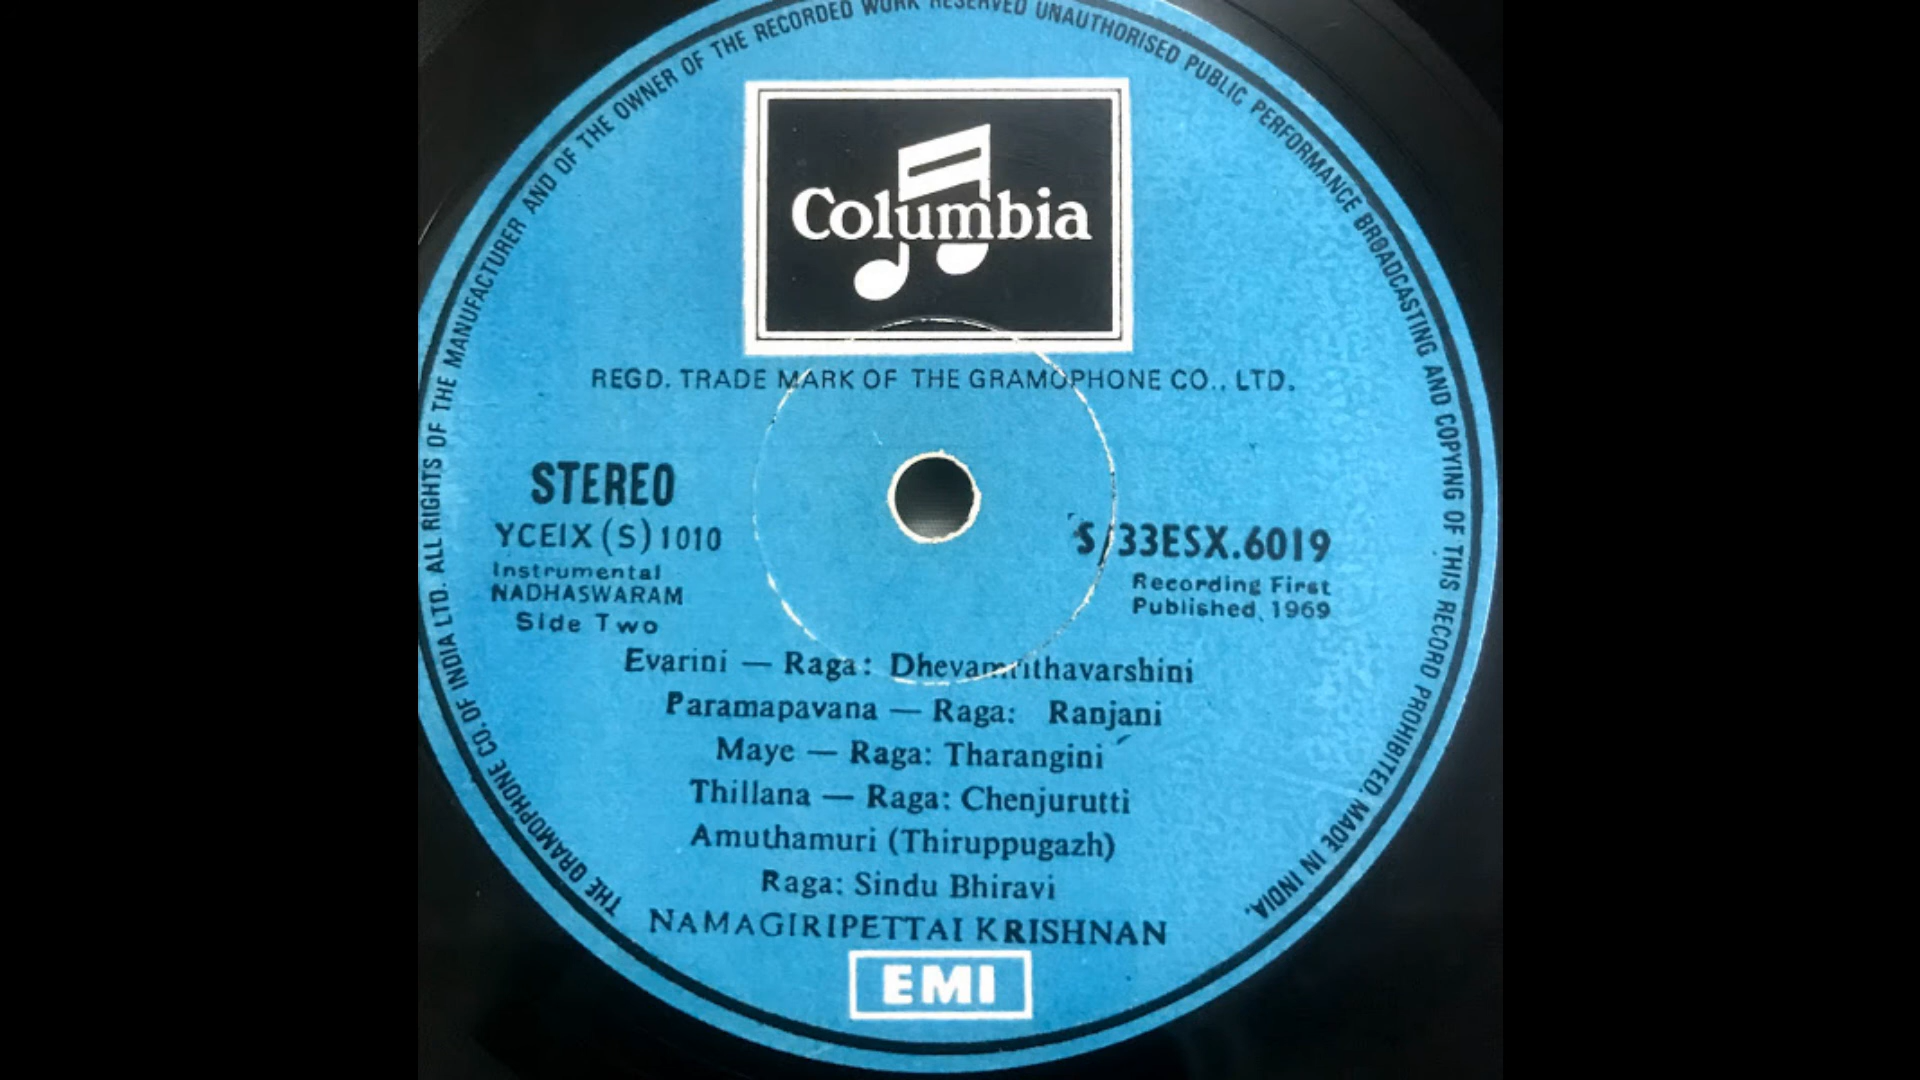 THE GRAMOPHONE CO. OF INDIA LTD. ALL RIGHTS OF THE MANUFACTURER AND OF THE OWNER OF THE RECORDED WORK RESERVED UNAUTHORISED PUBLIC PERFORMANCE BROADCASTING AND COPYING OF THIS RECORD PROHIBITED. MADE IN INDIA.
Columbia
REGD. TRADE MARK OF THE GRAMOPHONE CO., LTD.
STEREO
YCEIX (S) 1010
Instrumental
NADHASWARAM
Side Two
S/33ESX.6019
Recording First
Published, 1969
Evarini — Raga: Dhevamrithavarshini
Paramapavana — Raga: Ranjani
Maye — Raga: Tharangini
Thillana — Raga: Chenjurutti
Amuthamuri (Thiruppugazh)
Raga: Sindu Bhiravi
NAMAGIRIPETTAI KRISHNAN
EMI